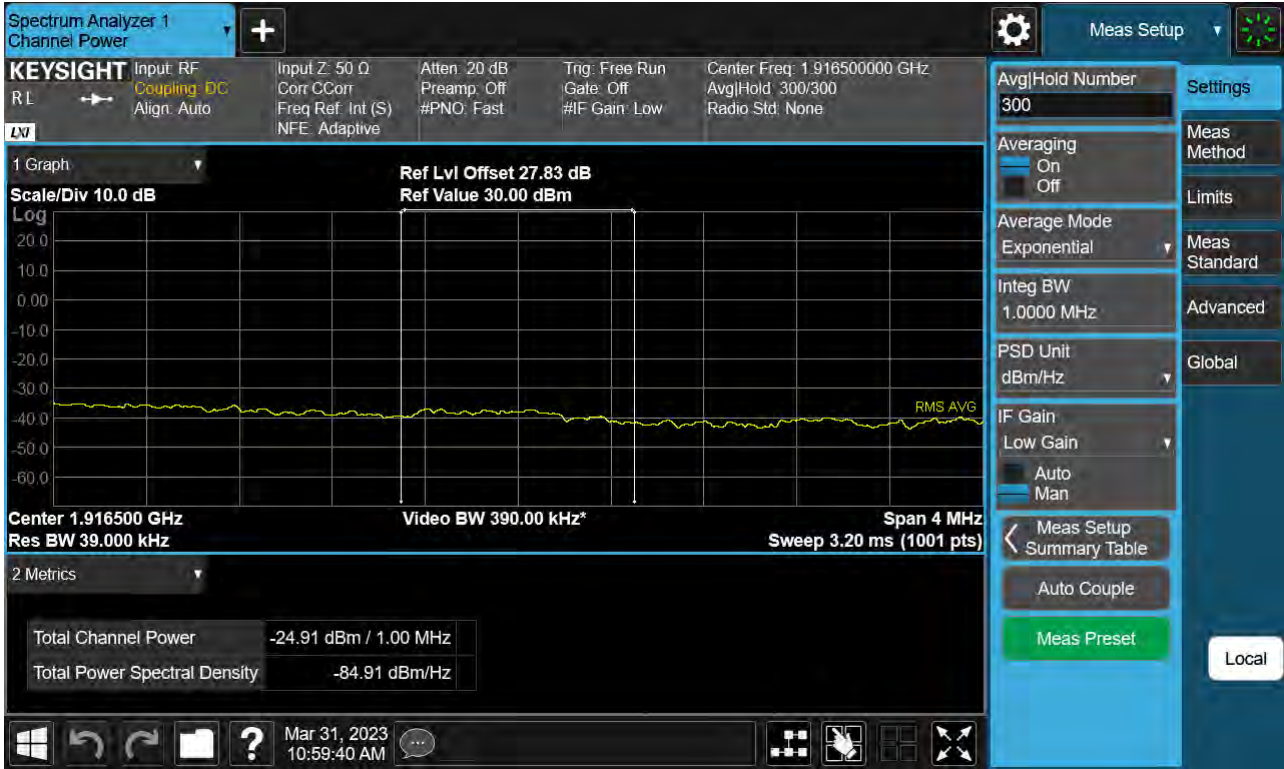 Spectrum Analyzer 1
Channel Power
+
Meas Setup
KEYSIGHT
R L
LXI
Input: RF
Coupling: DC
Align: Auto
Input Z: 50 Ω
Corr CCorr
Freq Ref: Int (S)
NFE: Adaptive
Atten: 20 dB
Preamp: Off
#PNO: Fast
Trig: Free Run
Gate: Off
#IF Gain: Low
Center Freq: 1.916500000 GHz
Avg|Hold: 300/300
Radio Std: None
1 Graph
Scale/Div 10.0 dB
Ref Lvl Offset 27.83 dB
Ref Value 30.00 dBm
Log
20.0
10.0
0.00
-10.0
-20.0
-30.0
-40.0
-50.0
-60.0
RMS AVG
Center 1.916500 GHz
Video BW 390.00 kHz*
Span 4 MHz
Res BW 39.000 kHz
Sweep 3.20 ms (1001 pts)
2 Metrics
Total Channel Power -24.91 dBm / 1.00 MHz
Total Power Spectral Density -84.91 dBm/Hz
Avg|Hold Number
300
Averaging
On
Off
Average Mode
Exponential
Integ BW
1.0000 MHz
PSD Unit
dBm/Hz
IF Gain
Low Gain
Auto
Man
Meas Setup
Summary Table
Auto Couple
Meas Preset
Settings
Meas
Method
Limits
Meas
Standard
Advanced
Global
Local
?
Mar 31, 2023
10:59:40 AM